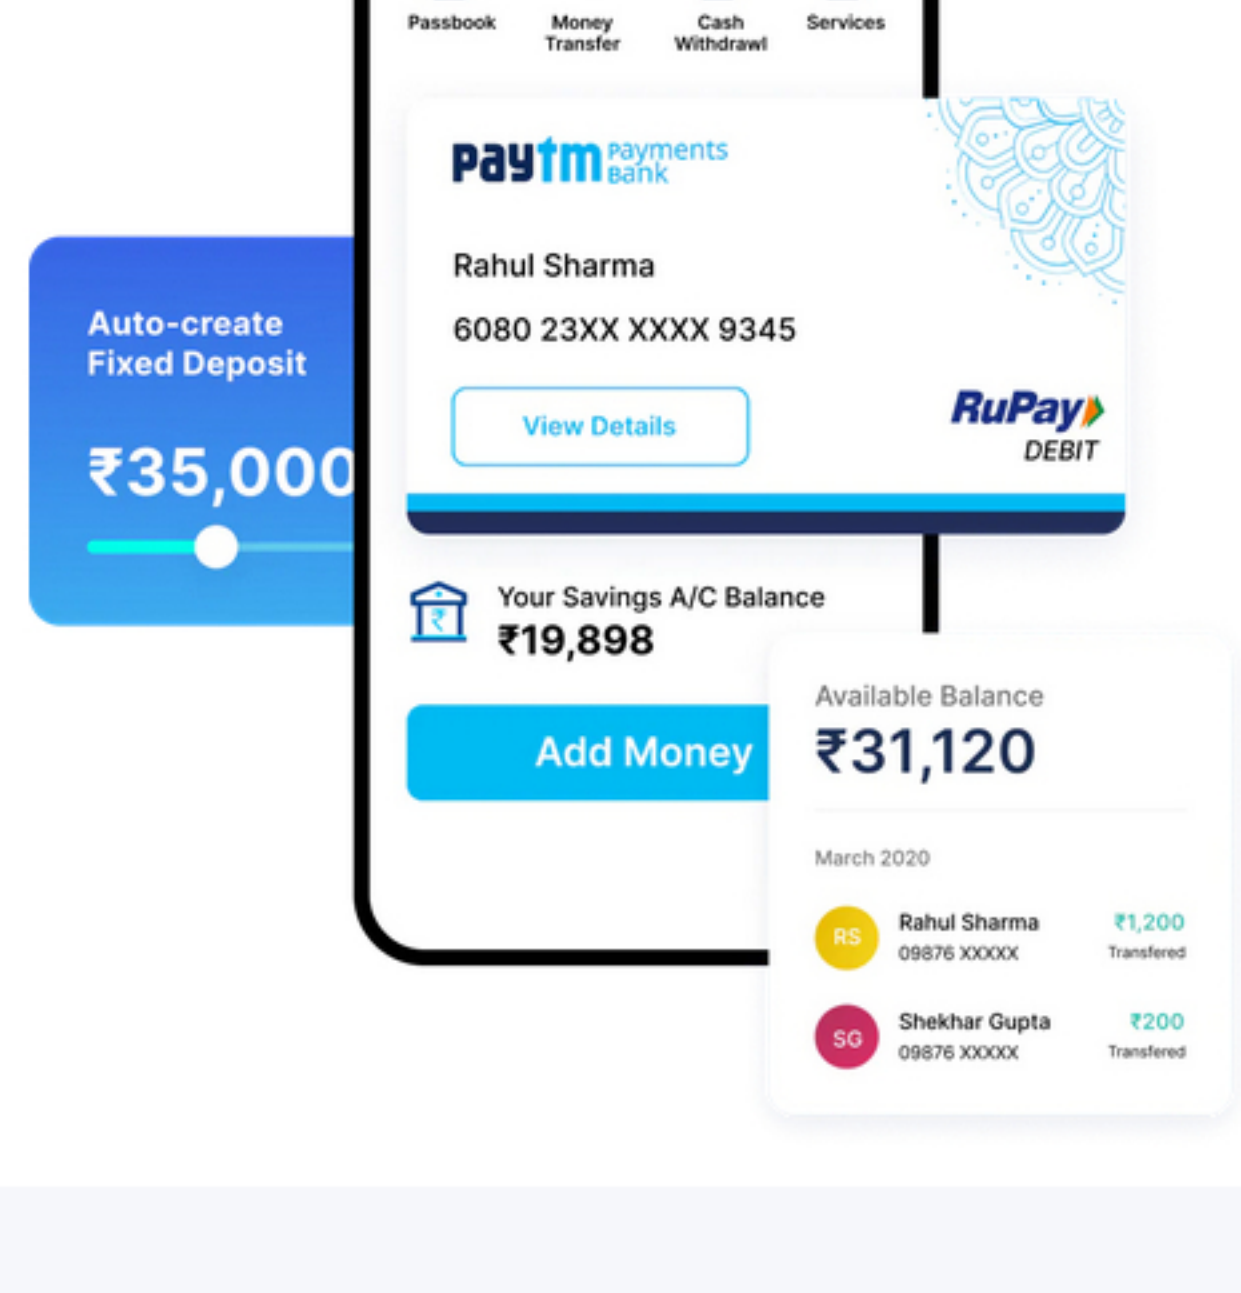 Passbook
Money
Transfer
Cash
Withdrawl
Services
paytm Payments
Bank
Rahul Sharma
6080 23XX XXXX 9345
View Details
RuPay
DEBIT
Auto-create
Fixed Deposit
₹35,000
Your Savings A/C Balance
₹19,898
Add Money
Available Balance
₹31,120
March 2020
RS
Rahul Sharma
₹1,200
09876 XXXXX
Transfered
SG
Shekhar Gupta
₹200
09876 XXXXX
Transfered